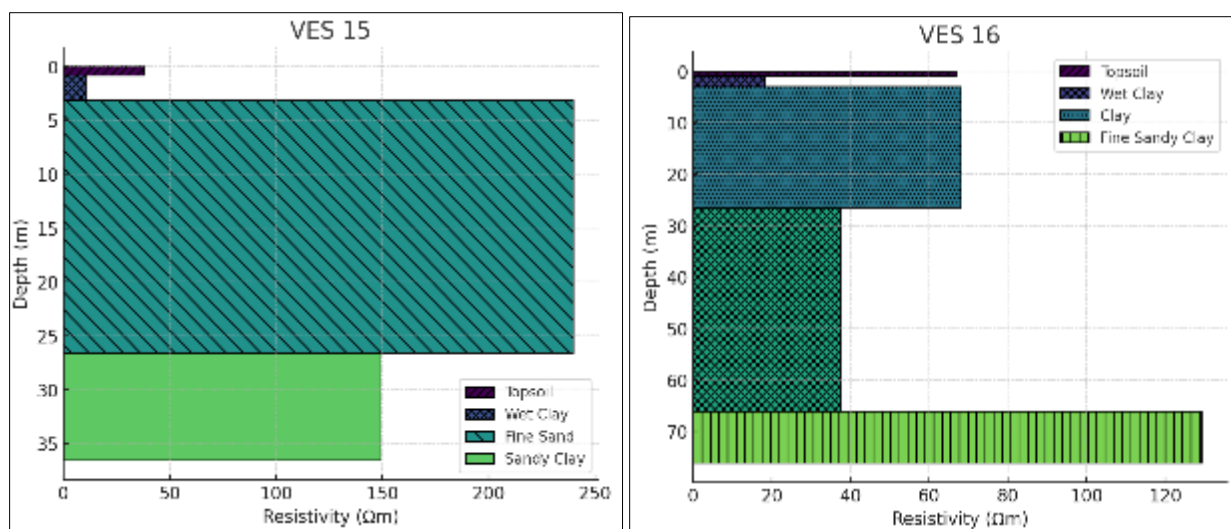 VES 15
0
5
10
15
20
25
30
35
Depth (m)
Topsoil
Wet Clay
Fine Sand
Sandy Clay
0 50 100 150 200 250
Resistivity (Ωm)
VES 16
0
10
20
30
40
50
60
70
Depth (m)
Topsoil
Wet Clay
Clay
Fine Sandy Clay
0 20 40 60 80 100 120
Resistivity (Ωm)